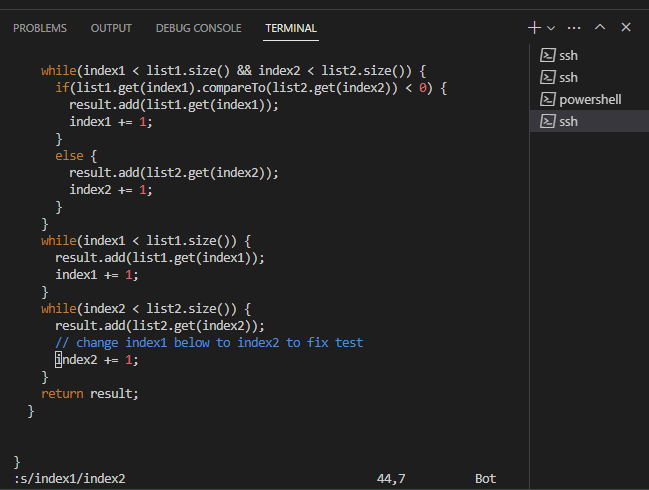 PROBLEMS OUTPUT DEBUG CONSOLE TERMINAL
ssh
ssh
powershell
ssh
while(index1 < list1.size() && index2 < list2.size()) {
if(list1.get(index1).compareTo(list2.get(index2)) < 0) {
result.add(list1.get(index1));
index1 += 1;
}
else {
result.add(list2.get(index2));
index2 += 1;
}
}
while(index1 < list1.size()) {
result.add(list1.get(index1));
index1 += 1;
}
while(index2 < list2.size()) {
result.add(list2.get(index2));
// change index1 below to index2 to fix test
index2 += 1;
}
return result;
}
}
:s/index1/index2 44,7 Bot